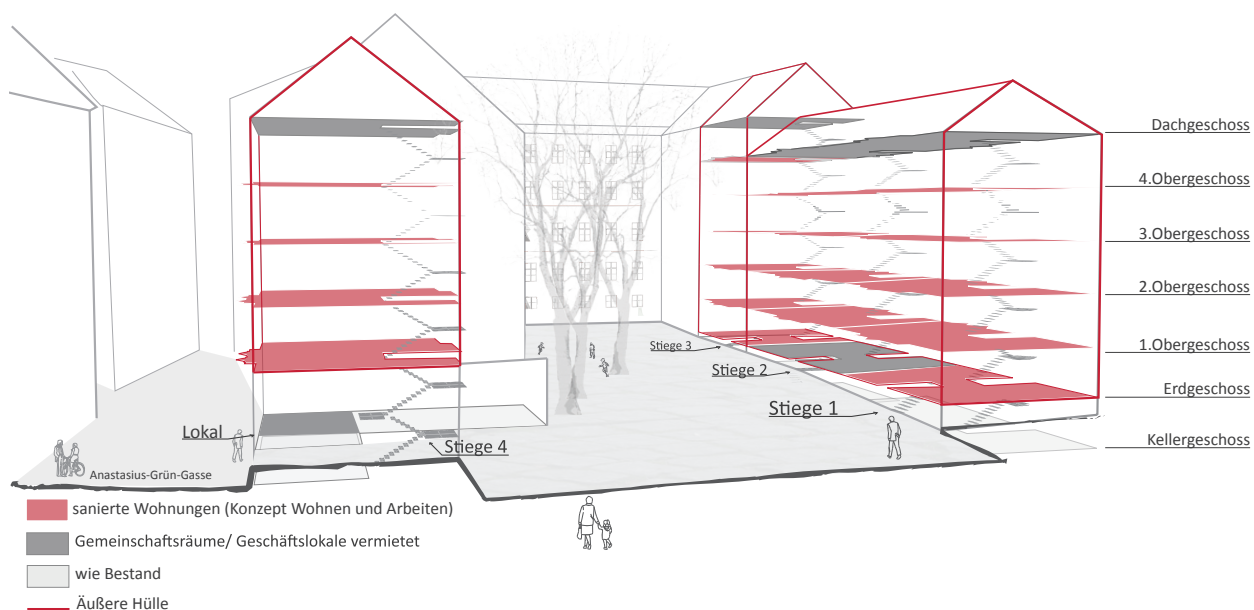 Dachgeschoss
4.Obergeschoss
3.Obergeschoss
2.Obergeschoss
1.Obergeschoss
Erdgeschoss
Kellergeschoss
Stiege 3
Stiege 2
Stiege 1
Lokal
Stiege 4
Anastasius-Grün-Gasse
sanierte Wohnungen (Konzept Wohnen und Arbeiten)
Gemeinschaftsräume/ Geschäftslokale vermietet
wie Bestand
Äußere Hülle